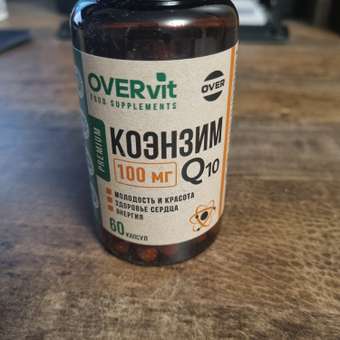 OVERvit
FOOD SUPPLEMENTS
OVER
PREMIUM
КОЭНЗИМ
100 МГ Q10
МОЛОДОСТЬ И КРАСОТА
ЗДОРОВЬЕ СЕРДЦА
ЭНЕРГИЯ
60 КАПСУЛ